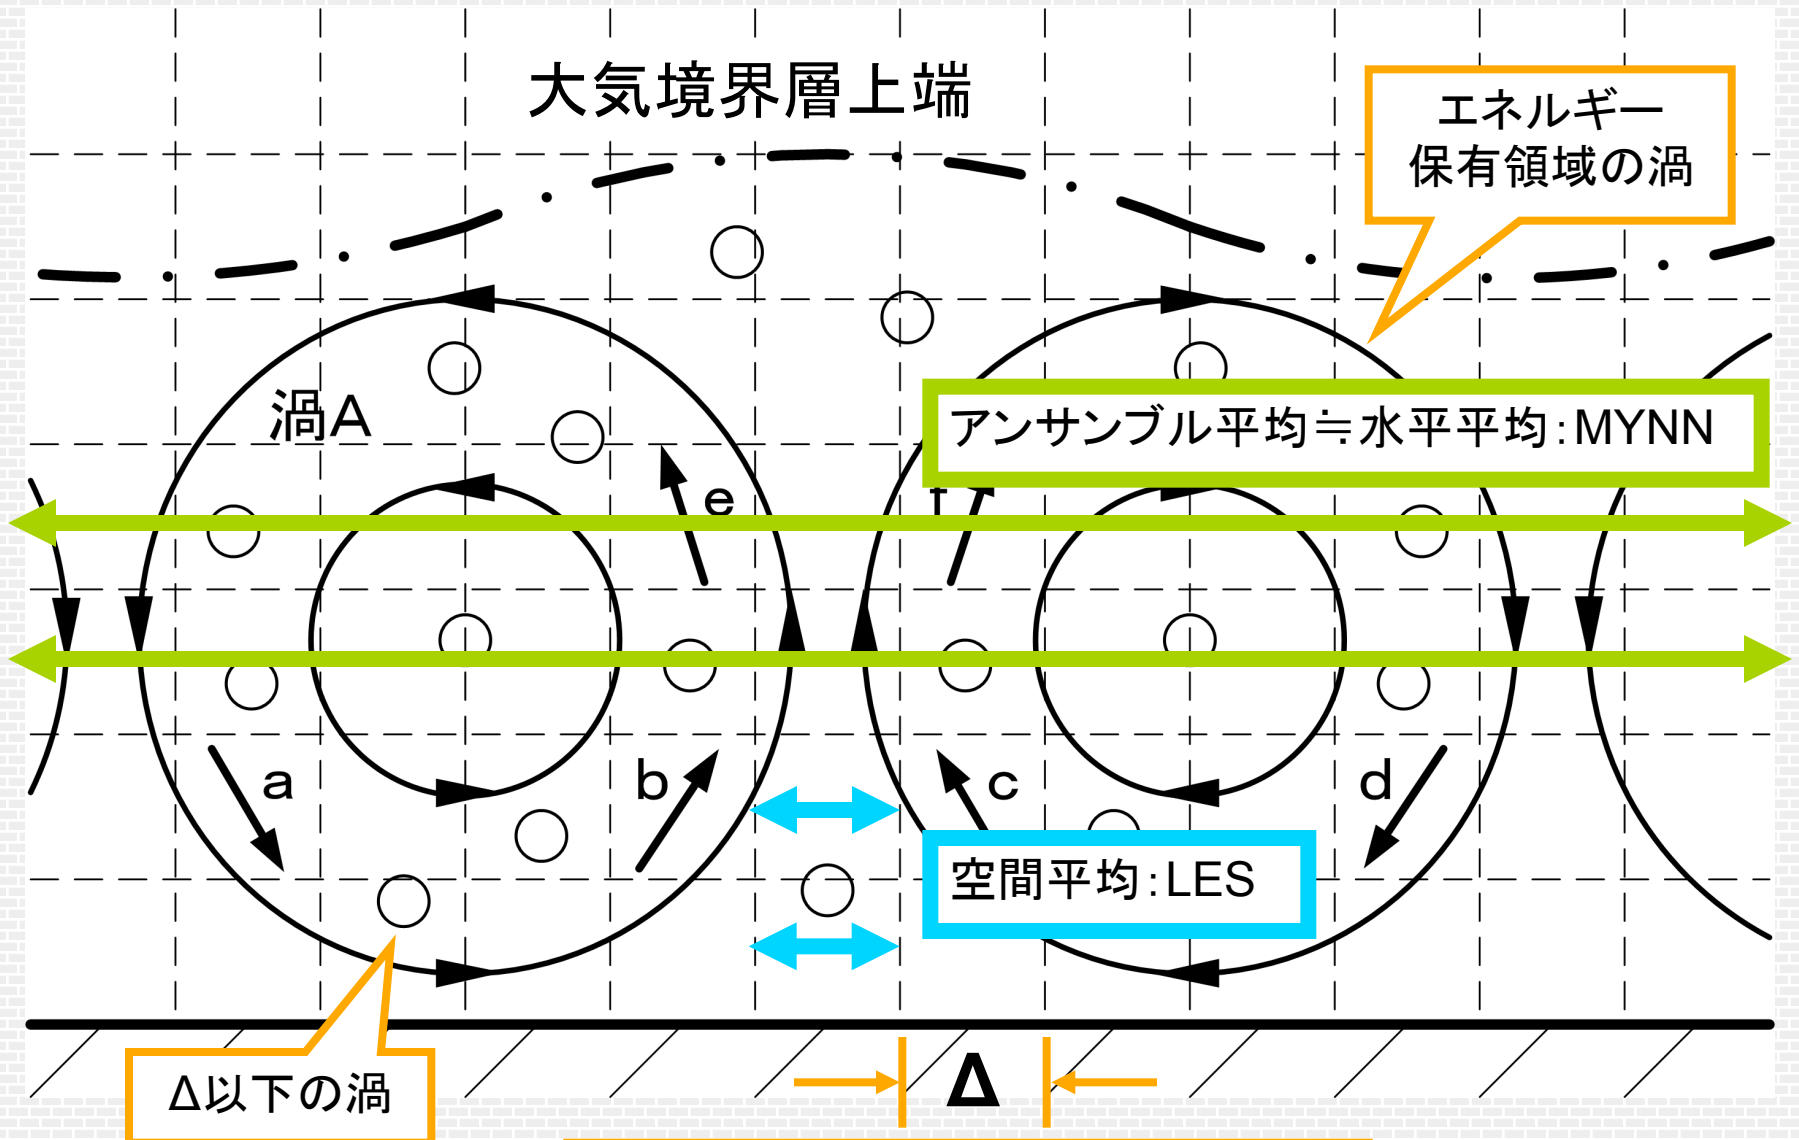 大気境界層上端
エネルギー
保有領域の渦
渦A
アンサンブル平均≒水平平均:MYNN
e
f
a
b
c
d
空間平均:LES
Δ以下の渦
Δ